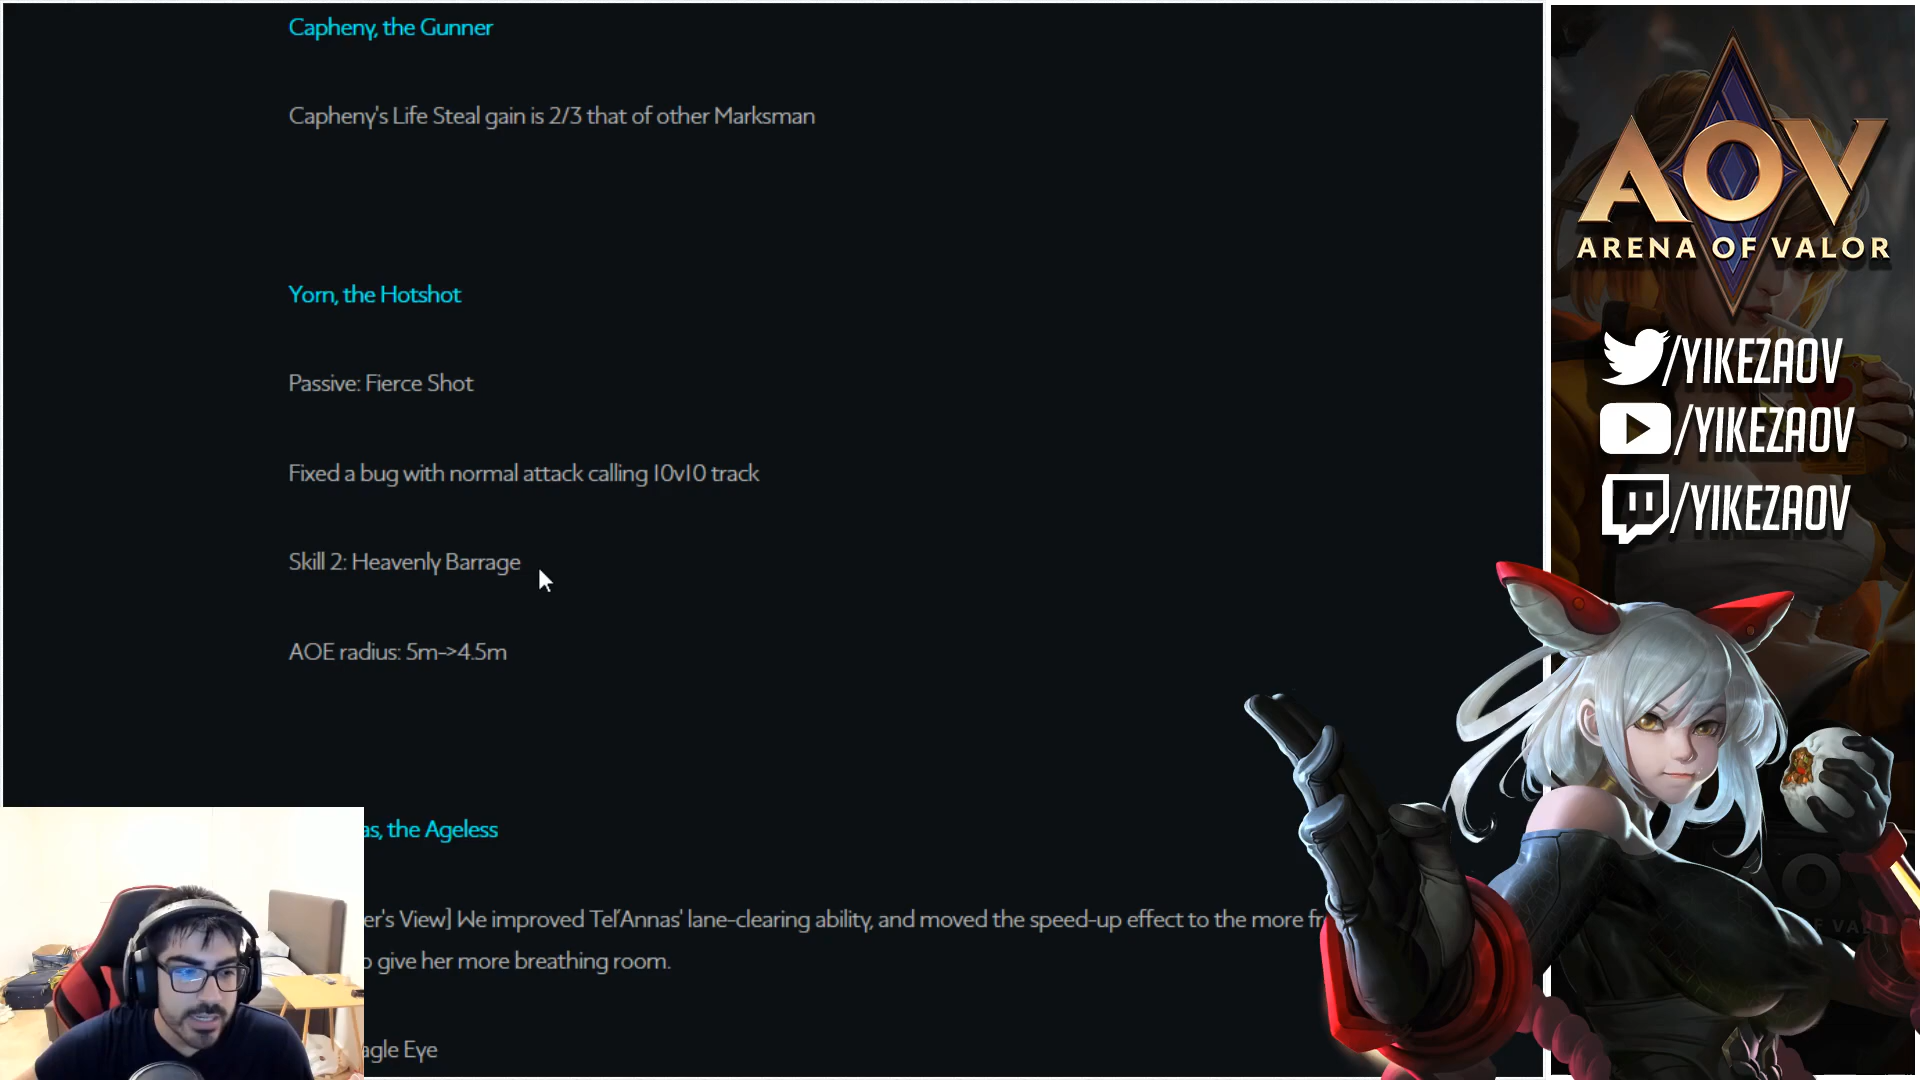 Capheny, the Gunner
Capheny's Life Steal gain is 2/3 that of other Marksman
Yorn, the Hotshot
Passive: Fierce Shot
Fixed a bug with normal attack calling 10v10 track
Skill 2: Heavenly Barrage
AOE radius: 5m->4.5m
as, the Ageless
er's View] We improved Tel'Annas' lane-clearing ability, and moved the speed-up effect to the more fr
o give her more breathing room.
agle Eye
AOV
ARENA OF VALOR
/YIKEZAOV
/YIKEZAOV
/YIKEZAOV